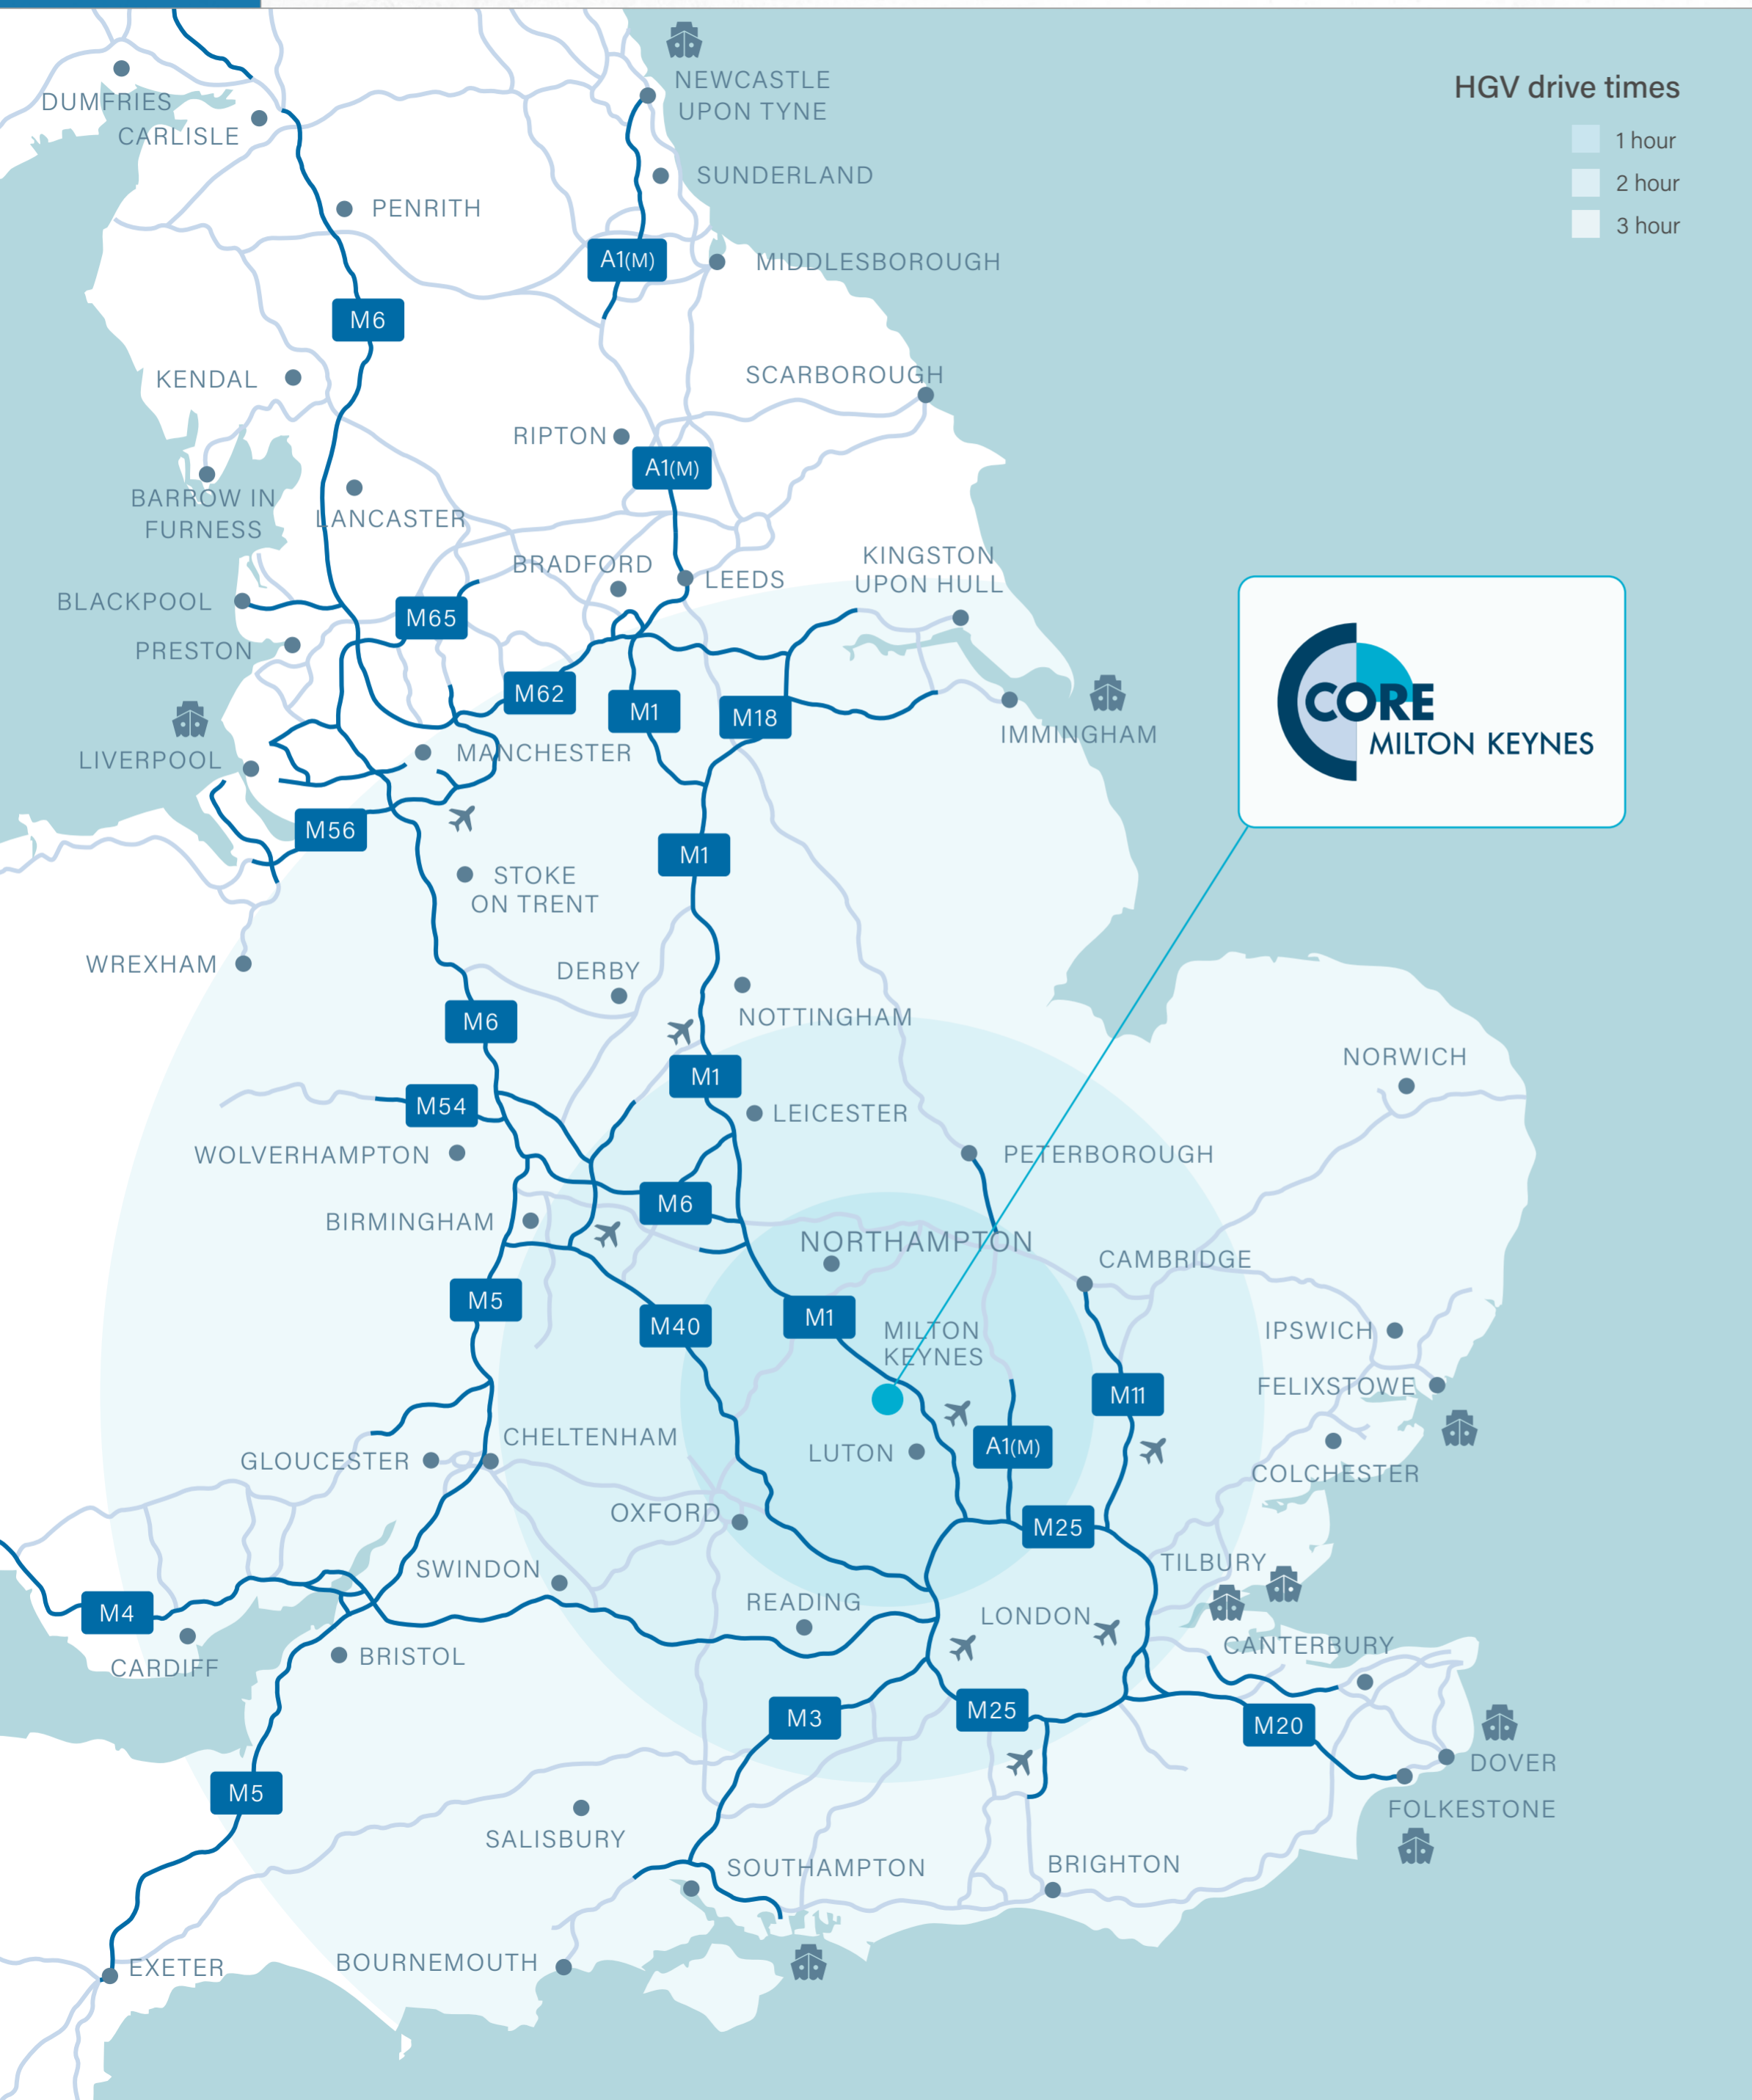 NEWCASTLE
UPON TYNE
HGV drive times
1 hour
2 hour
3 hour
DUMFRIES
CARLISLE
SUNDERLAND
PENRITH
A1(M)
MIDDLESBOROUGH
M6
KENDAL
SCARBOROUGH
RIPTON
A1(M)
BARROW IN
FURNESS
LANCASTER
BRADFORD
LEEDS
KINGSTON
UPON HULL
BLACKPOOL
M65
PRESTON
M62
M1
M18
IMMINGHAM
CORE
MILTON KEYNES
LIVERPOOL
MANCHESTER
M56
M1
STOKE
ON TRENT
WREXHAM
DERBY
NOTTINGHAM
M6
NORWICH
M1
M54
LEICESTER
WOLVERHAMPTON
PETERBOROUGH
M6
BIRMINGHAM
NORTHAMPTON
CAMBRIDGE
M5
M40
M1
MILTON
KEYNES
IPSWICH
M11
FELIXSTOWE
CHELTENHAM
GLOUCESTER
LUTON
A1(M)
COLCHESTER
OXFORD
M25
SWINDON
TILBURY
M4
READING
LONDON
CARDIFF
BRISTOL
CANTERBURY
M3
M25
M20
DOVER
M5
FOLKESTONE
SALISBURY
SOUTHAMPTON
BRIGHTON
EXETER
BOURNEMOUTH